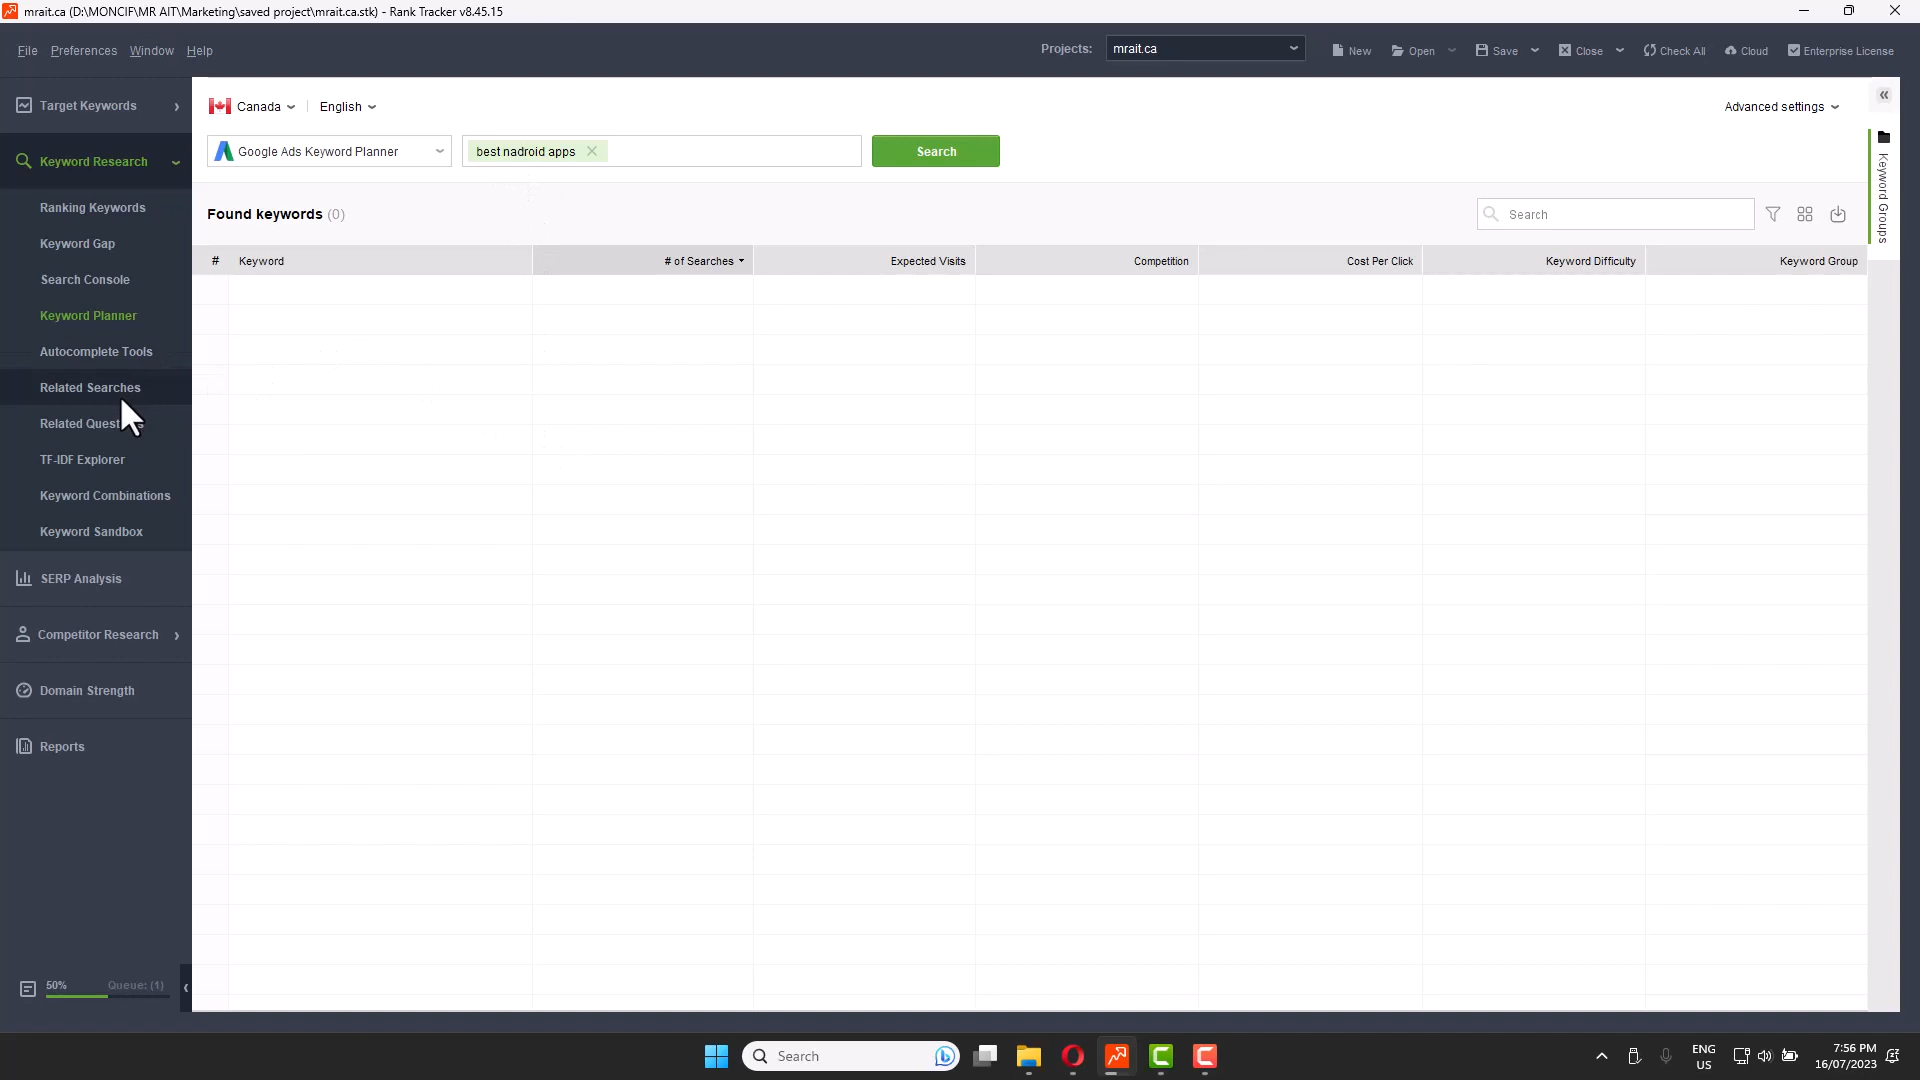 mrait.ca (D:\MONCIF\MR AIT\Marketing\saved project\mrait.ca.stk) - Rank Tracker v8.45.15
File Preferences Window Help
Projects: mrait.ca New Open Save Close Check All Cloud Enterprise License
Target Keywords
Keyword Research
Ranking Keywords
Keyword Gap
Search Console
Keyword Planner
Autocomplete Tools
Related Searches
Related Quest s
TF-IDF Explorer
Keyword Combinations
Keyword Sandbox
SERP Analysis
Competitor Research
Domain Strength
Reports
50% Queue: (1)
Canada English Advanced settings
Google Ads Keyword Planner best nadroid apps Search
Found keywords (0) Search
# Keyword # of Searches Expected Visits Competition Cost Per Click Keyword Difficulty Keyword Group
Keyword Groups
Search
ENG
US
7:56 PM
16/07/2023